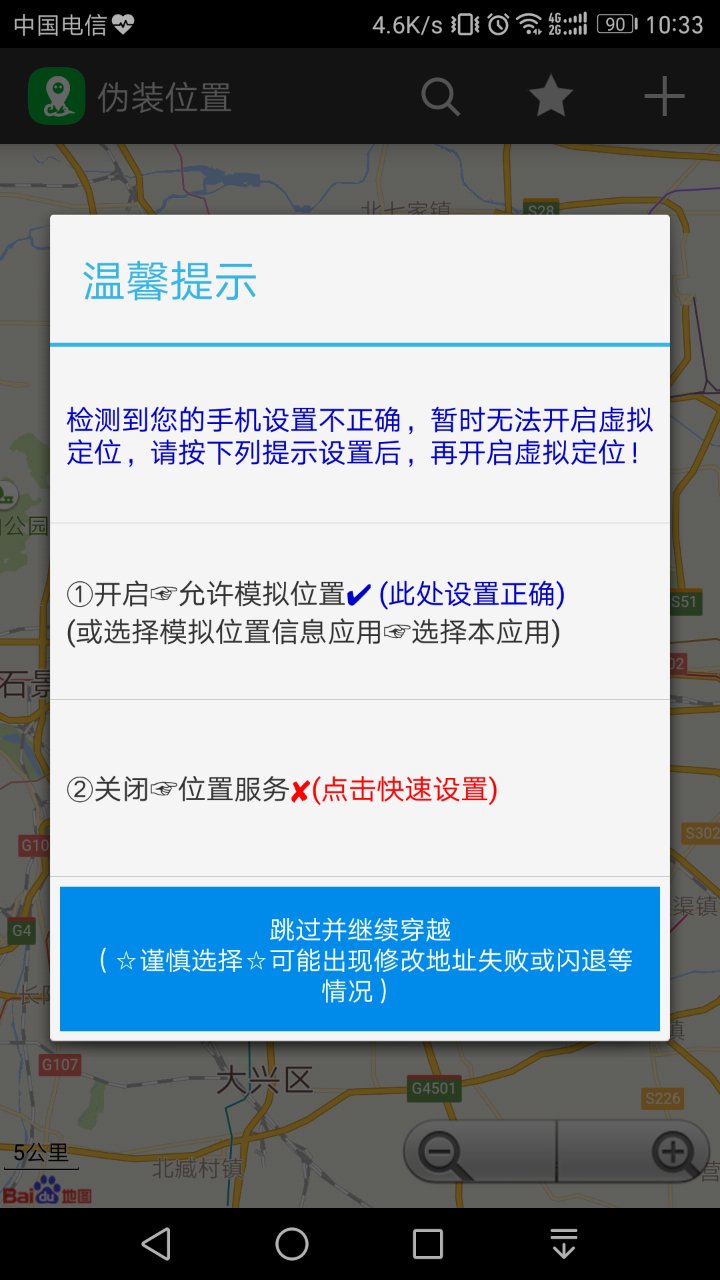 中国电信
4.6K/s 4G 2G 90 10:33
伪装位置
北七家镇
S28
温馨提示
检测到您的手机设置不正确，暂时无法开启虚拟
定位，请按下列提示设置后，再开启虚拟定位！
公园
①开启☞允许模拟位置✔(此处设置正确)
(或选择模拟位置信息应用☞选择本应用)
S51
石景
②关闭☞位置服务✘(点击快速设置)
S302
G10
渠镇
G4
跳过并继续穿越
（☆谨慎选择☆可能出现修改地址失败或闪退等
情况）
镇
G107
大兴区
G4501
S226
5公里
北臧村镇
Baidu地图